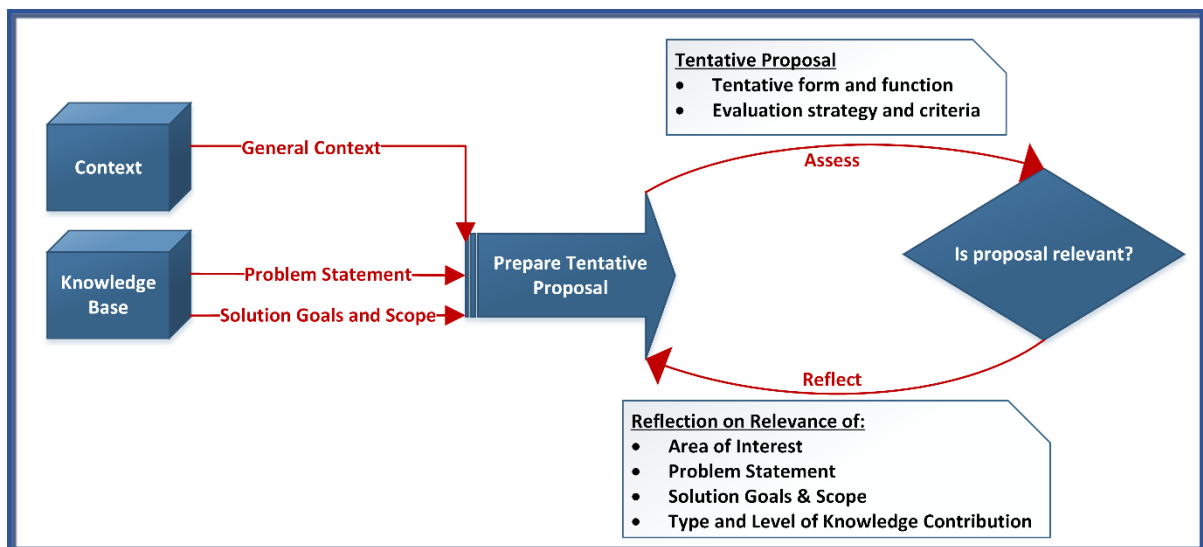 Tentative Proposal
• Tentative form and function
• Evaluation strategy and criteria
Context
General Context
Assess
Knowledge
Base
Problem Statement
Solution Goals and Scope
Prepare Tentative
Proposal
Is proposal relevant?
Reflect
Reflection on Relevance of:
• Area of Interest
• Problem Statement
• Solution Goals & Scope
• Type and Level of Knowledge Contribution